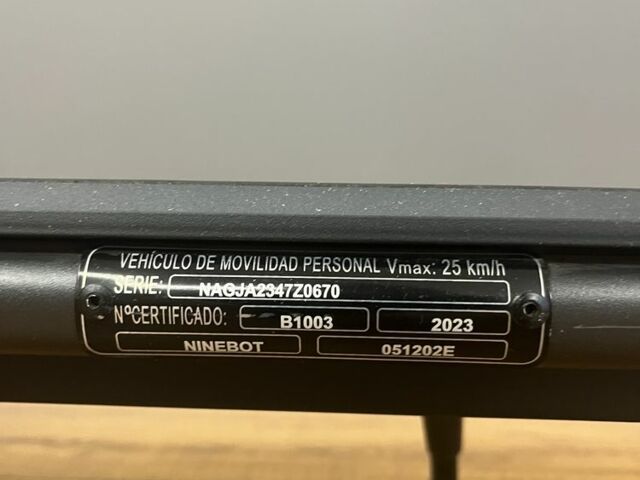 VEHÍCULO DE MOVILIDAD PERSONAL Vmax: 25 km/h
SERIE: NAGJA2347Z0670
NºCERTIFICADO: B1003 2023
NINEBOT 051202E